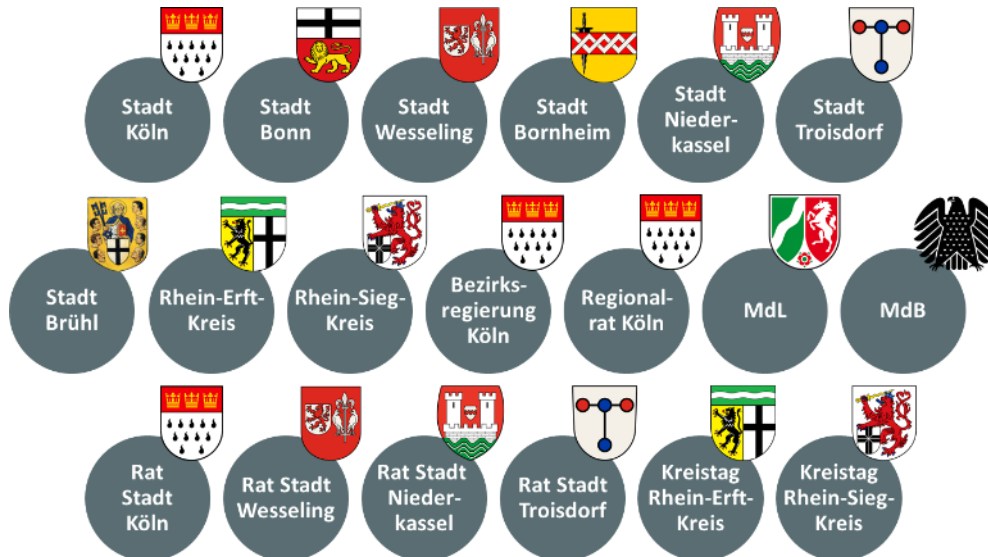 Stadt
Köln
Stadt
Bonn
Stadt
Wesseling
Stadt
Bornheim
Stadt
Nieder-
kassel
Stadt
Troisdorf
Stadt
Brühl
Rhein-Erft-
Kreis
Rhein-Sieg-
Kreis
Bezirks-
regierung
Köln
Regional-
rat Köln
MdL
MdB
Rat
Stadt
Köln
Rat Stadt
Wesseling
Rat Stadt
Nieder-
kassel
Rat Stadt
Troisdorf
Kreistag
Rhein-Erft-
Kreis
Kreistag
Rhein-Sieg-
Kreis